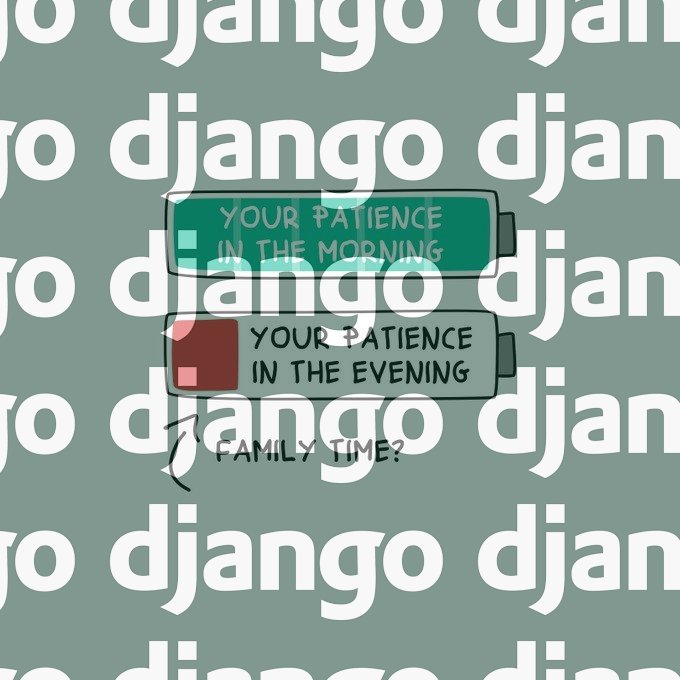 go django djan
go django djan
YOUR PATIENCE
IN THE MORNING
go django djan
YOUR PATIENCE
IN THE EVENING
go django djan
FAMILY TIME?
go django djan
django djan